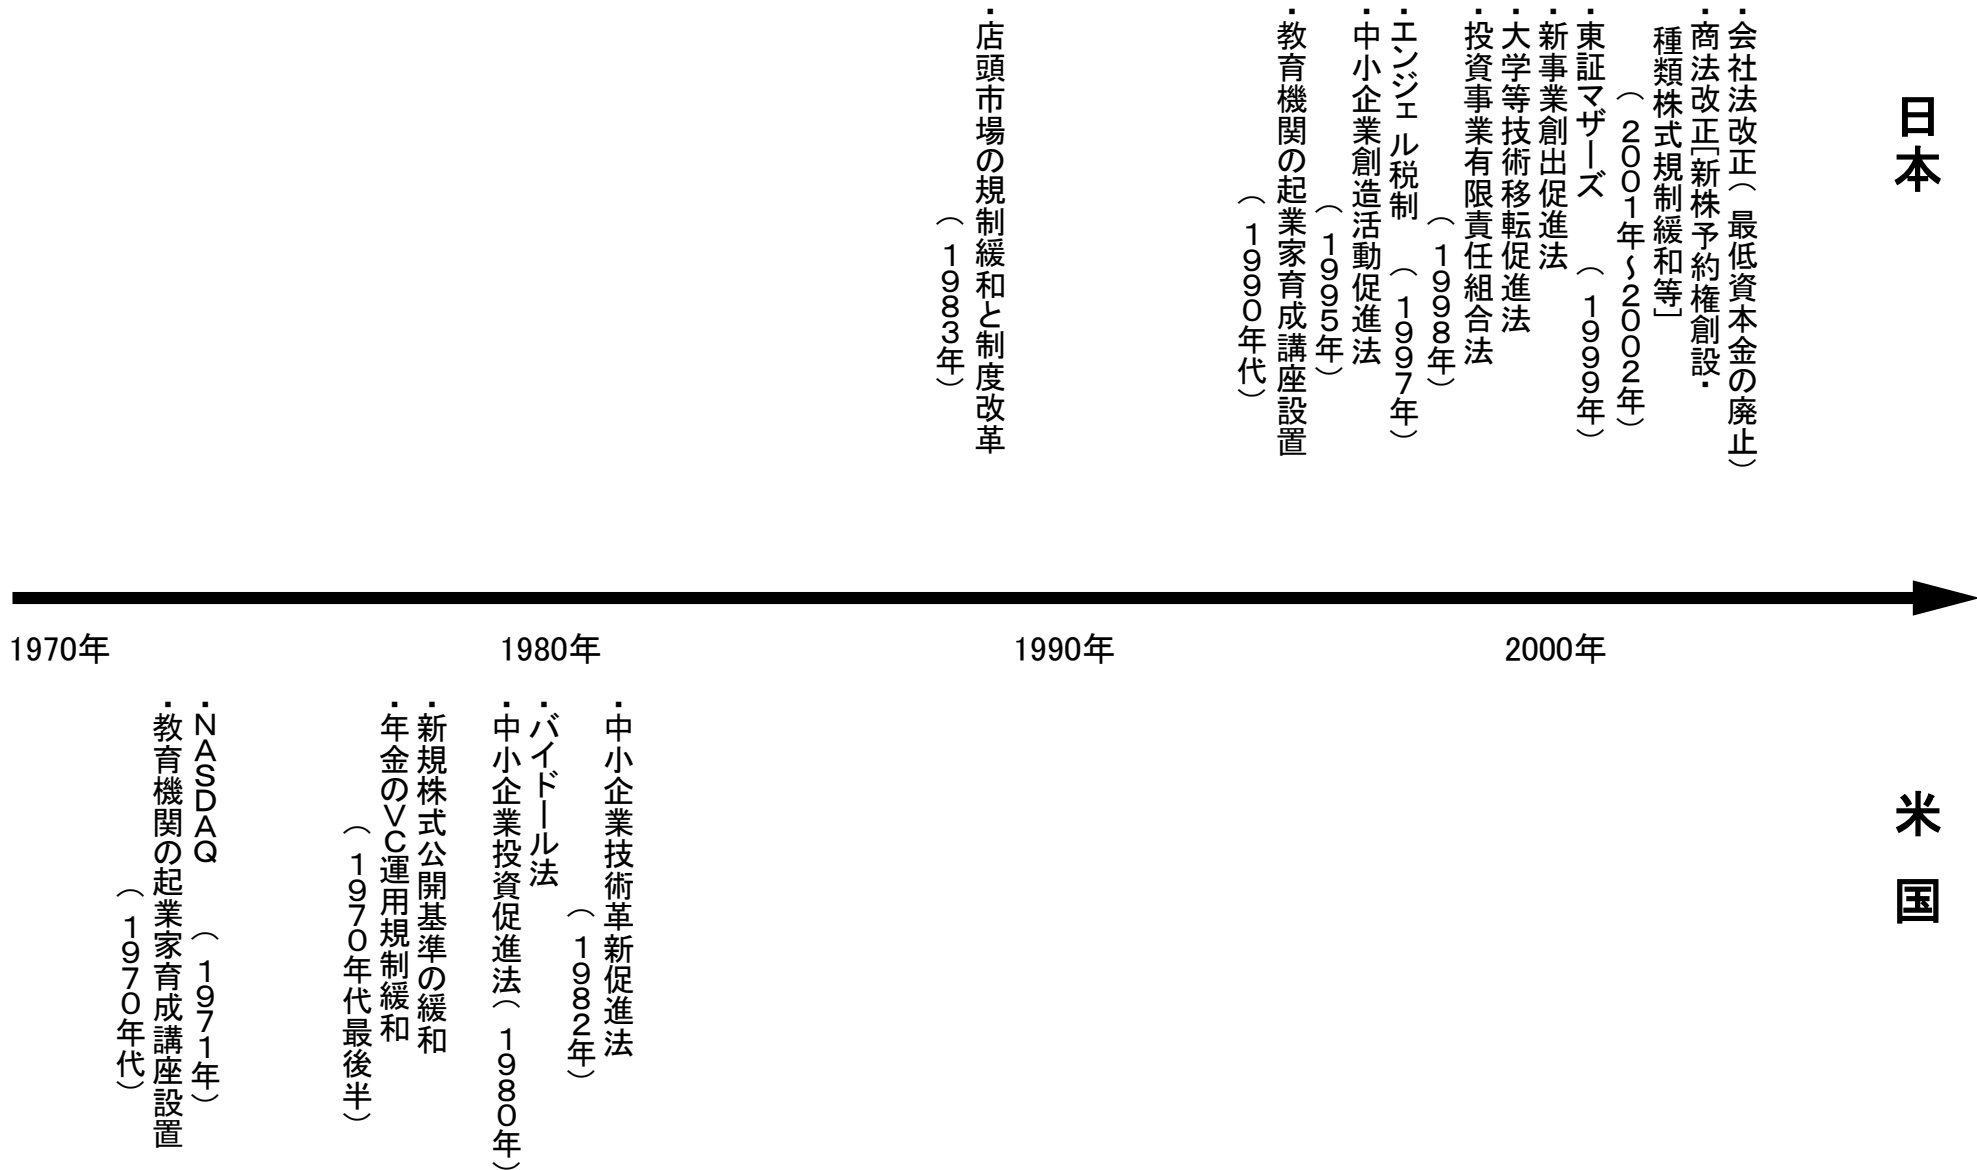 日本
・会社法改正（最低資本金の廃止）
・商法改正［新株予約権創設・
種類株式規制緩和等］
（２００１年～２００２年）
・東証マザーズ　（１９９９年）
・新事業創出促進法
・大学等技術移転促進法
・投資事業有限責任組合法
（１９９８年）
・エンジェル税制　（１９９７年）
・中小企業創造活動促進法
（１９９５年）
・教育機関の起業家育成講座設置
（１９９０年代）
・店頭市場の規制緩和と制度改革
（１９８３年）
1970年
1980年
1990年
2000年
米国
・中小企業技術革新促進法
（１９８２年）
・バイドール法
・中小企業投資促進法（１９８０年）
・新規株式公開基準の緩和
・年金のＶＣ運用規制緩和
（１９７０年代最後半）
・ＮＡＳＤＡＱ　（１９７１年）
・教育機関の起業家育成講座設置
（１９７０年代）